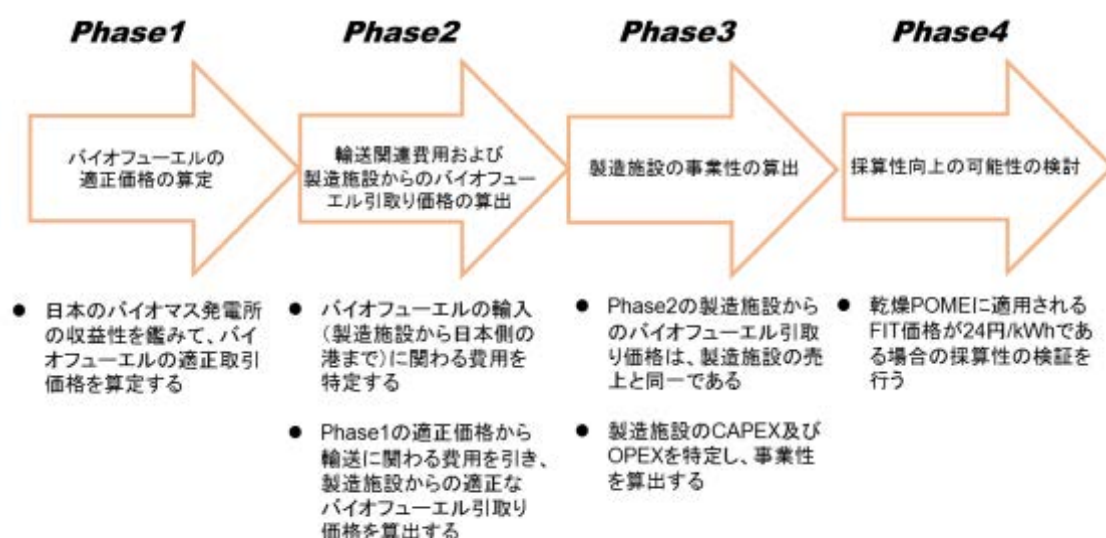 Phase1
バイオフューエルの
適正価格の算定
● 日本のバイオマス発電所
の収益性を鑑みて、バイ
オフューエルの適正取引
価格を算定する
Phase2
輸送関連費用および
製造施設からのバイオフュー
エル引取り価格の算出
● バイオフューエルの輸入
（製造施設から日本側の
港まで）に関わる費用を
特定する
● Phase1の適正価格から
輸送に関わる費用を引き、
製造施設からの適正な
バイオフューエル引取り
価格を算出する
Phase3
製造施設の事業性の算出
● Phase2の製造施設から
のバイオフューエル引取
り価格は、製造施設の売
上と同一である
● 製造施設のCAPEX及び
OPEXを特定し、事業性
を算出する
Phase4
採算性向上の可能性の検討
● 乾燥POMEに適用される
FIT価格が24円/kWhであ
る場合の採算性の検証を
行う